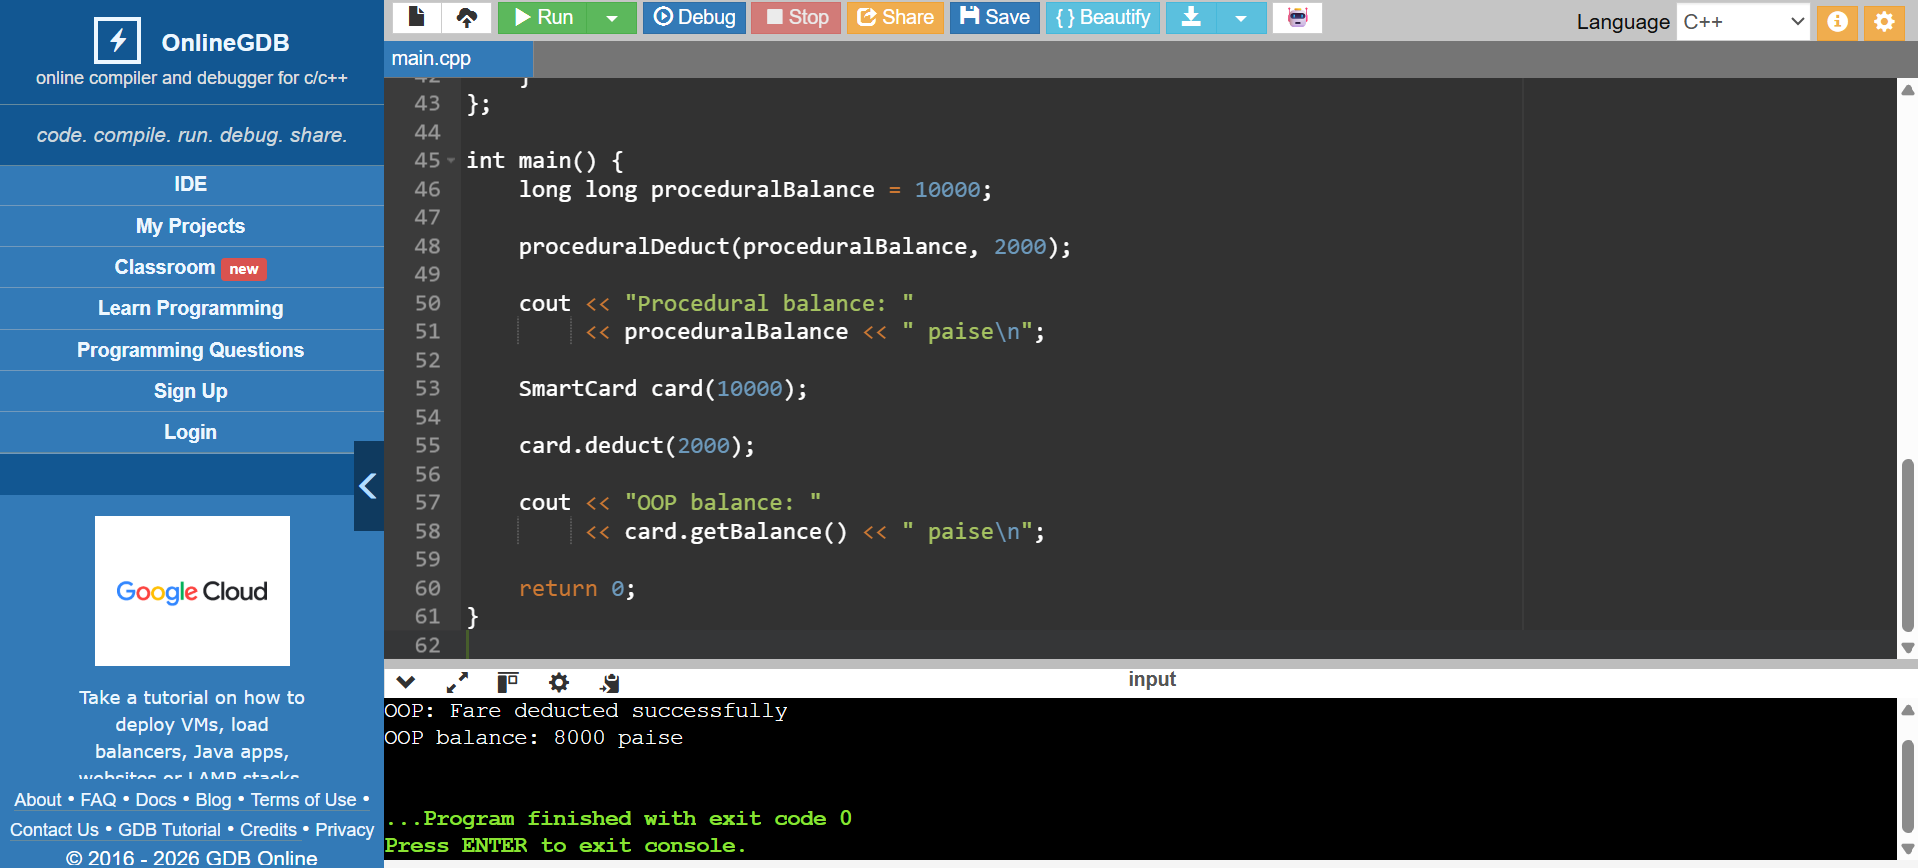 OnlineGDB
online compiler and debugger for c/c++
code. compile. run. debug. share.
IDE
My Projects
Classroom new
Learn Programming
Programming Questions
Sign Up
Login
Google Cloud
Take a tutorial on how to
deploy VMs, load
balancers, Java apps,
websites or LAMP stacks
About • FAQ • Docs • Blog • Terms of Use •
Contact Us • GDB Tutorial • Credits • Privacy
© 2016 - 2026 GDB Online
Run Debug Stop Share Save { } Beautify Language C++
main.cpp
42 }
43 };
44
45 int main() {
46 long long proceduralBalance = 10000;
47
48 proceduralDeduct(proceduralBalance, 2000);
49
50 cout << "Procedural balance: "
51 << proceduralBalance << " paise\n";
52
53 SmartCard card(10000);
54
55 card.deduct(2000);
56
57 cout << "OOP balance: "
58 << card.getBalance() << " paise\n";
59
60 return 0;
61 }
62
input
OOP: Fare deducted successfully
OOP balance: 8000 paise
...Program finished with exit code 0
Press ENTER to exit console.